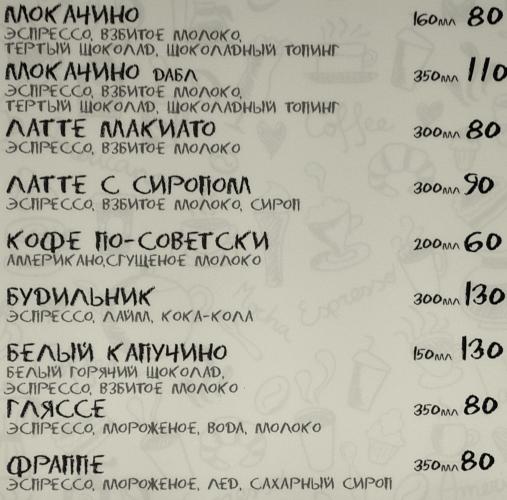 МОКАЧИНО 160мл 80
ЭСПРЕССО, ВЗБИТОЕ МОЛОКО,
ТЕРТЫЙ ШОКОЛАД, ШОКОЛАДНЫЙ ТОПИНГ
МОКАЧИНО ДАБЛ 350мл 110
ЭСПРЕССО, ВЗБИТОЕ МОЛОКО,
ТЕРТЫЙ ШОКОЛАД, ШОКОЛАДНЫЙ ТОПИНГ
ЛАТТЕ МАКИАТО 300мл 80
ЭСПРЕССО, ВЗБИТОЕ МОЛОКО
ЛАТТЕ С СИРОПОМ 300мл 90
ЭСПРЕССО, ВЗБИТОЕ МОЛОКО, СИРОП
КОФЕ ПО-СОВЕТСКИ 200мл 60
АМЕРИКАНО,СГУЩЕНОЕ МОЛОКО
БУДИЛЬНИК 300мл 130
ЭСПРЕССО, ЛАЙМ, КОКА-КОЛА
БЕЛЫЙ КАПУЧИНО 150мл 130
БЕЛЫЙ ГОРЯЧИЙ ШОКОЛАД,
ЭСПРЕССО, ВЗБИТОЕ МОЛОКО
ГЛЯССЕ 350мл 80
ЭСПРЕССО, МОРОЖЕНОЕ, ВОДА, МОЛОКО
ФРАППЕ 350мл 80
ЭСПРЕССО, МОРОЖЕНОЕ, ЛЕД, САХАРНЫЙ СИРОП
Coffee
Mocha Espresso